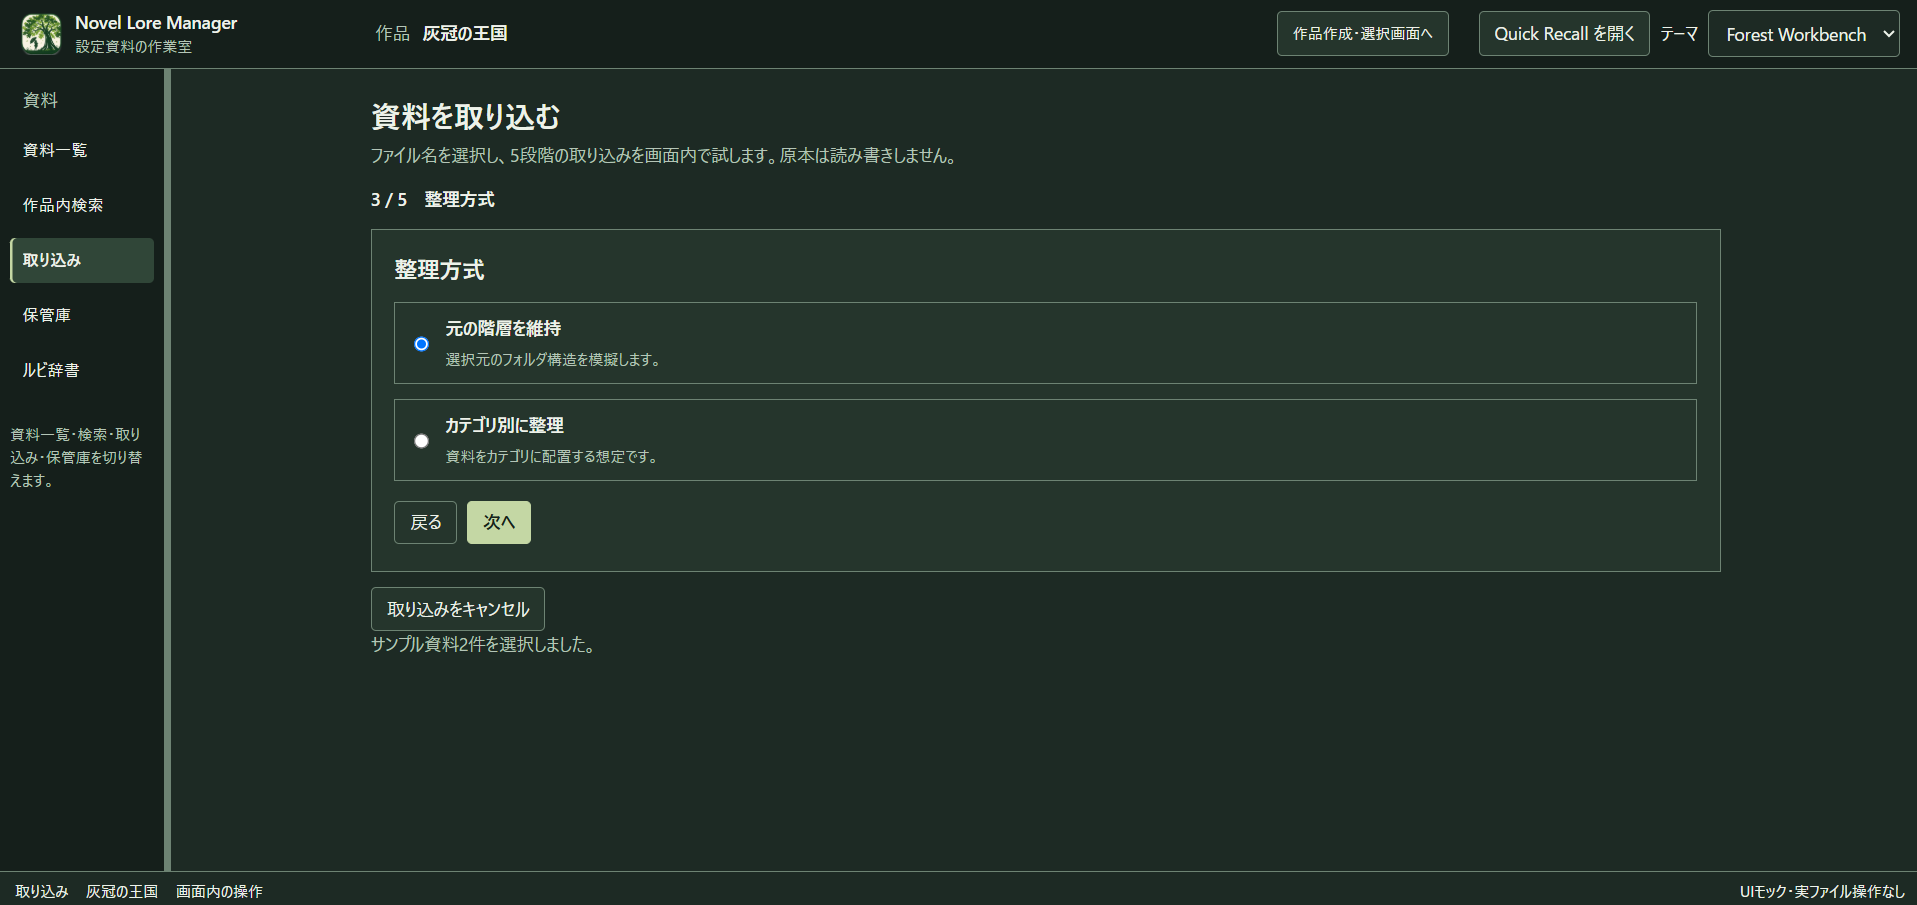 Novel Lore Manager
設定資料の作業室
作品 灰冠の王国
作品作成・選択画面へ
Quick Recall を開く
テーマ
Forest Workbench
資料
資料一覧
作品内検索
取り込み
保管庫
ルビ辞書
資料一覧・検索・取り
込み・保管庫を切り替
えます。
資料を取り込む
ファイル名を選択し、5段階の取り込みを画面内で試します。原本は読み書きしません。
3 / 5 整理方式
整理方式
元の階層を維持
選択元のフォルダ構造を模擬します。
カテゴリ別に整理
資料をカテゴリに配置する想定です。
戻る
次へ
取り込みをキャンセル
サンプル資料2件を選択しました。
取り込み 灰冠の王国 画面内の操作
UIモック・実ファイル操作なし